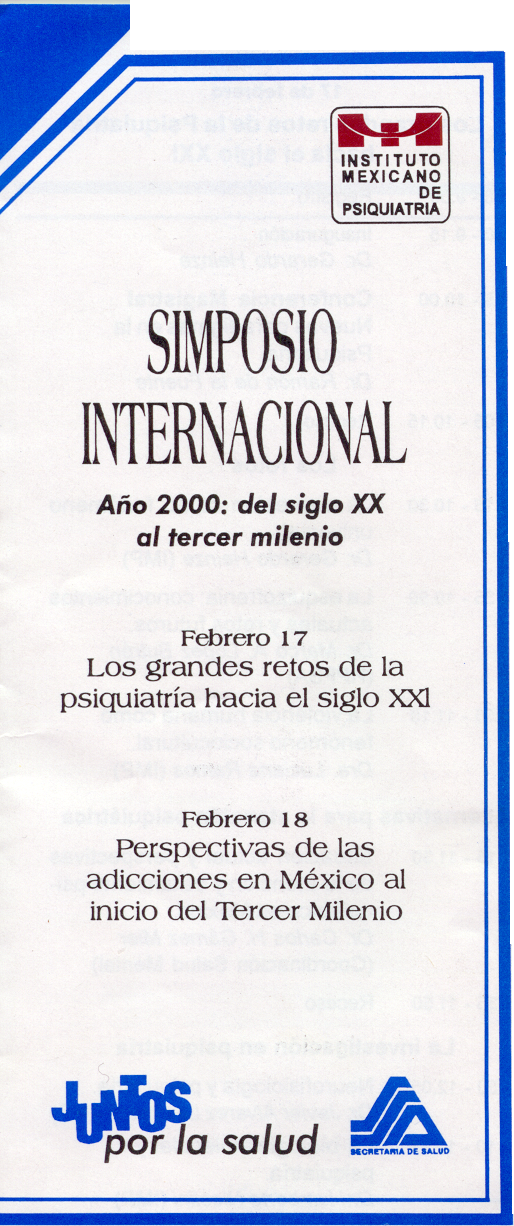 INSTITUTO
MEXICANO
DE
PSIQUIATRIA
SIMPOSIO
INTERNACIONAL
Año 2000: del siglo XX
al tercer milenio
Febrero 17
Los grandes retos de la
psiquiatría hacia el siglo XXI
Febrero 18
Perspectivas de las
adicciones en México al
inicio del Tercer Milenio
JUNTOS
por la salud
SECRETARIA DE SALUD